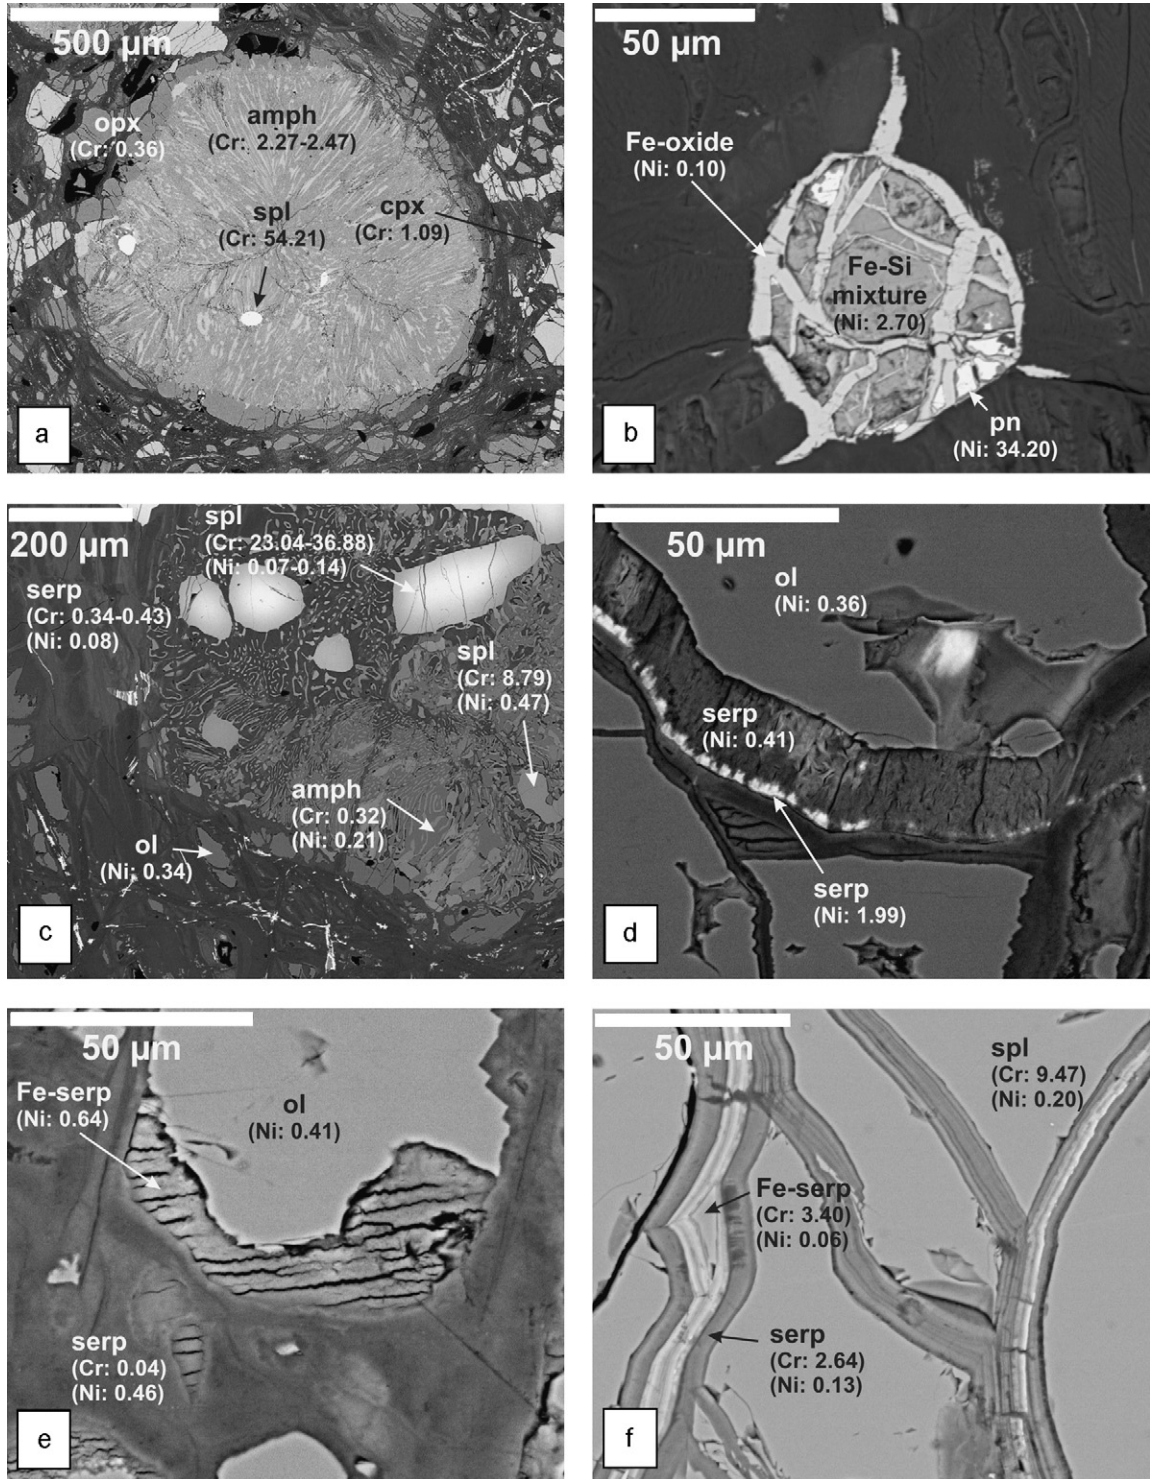 500 µm
amph
(Cr: 2.27-2.47)
opx
(Cr: 0.36)
spl
(Cr: 54.21)
cpx
(Cr: 1.09)
a
50 µm
Fe-oxide
(Ni: 0.10)
Fe-Si
mixture
(Ni: 2.70)
pn
(Ni: 34.20)
b
200 µm
spl
(Cr: 23.04-36.88)
(Ni: 0.07-0.14)
serp
(Cr: 0.34-0.43)
(Ni: 0.08)
spl
(Cr: 8.79)
(Ni: 0.47)
amph
(Cr: 0.32)
(Ni: 0.21)
ol
(Ni: 0.34)
c
50 µm
ol
(Ni: 0.36)
serp
(Ni: 0.41)
serp
(Ni: 1.99)
d
50 µm
Fe-serp
(Ni: 0.64)
ol
(Ni: 0.41)
serp
(Cr: 0.04)
(Ni: 0.46)
e
50 µm
spl
(Cr: 9.47)
(Ni: 0.20)
Fe-serp
(Cr: 3.40)
(Ni: 0.06)
serp
(Cr: 2.64)
(Ni: 0.13)
f